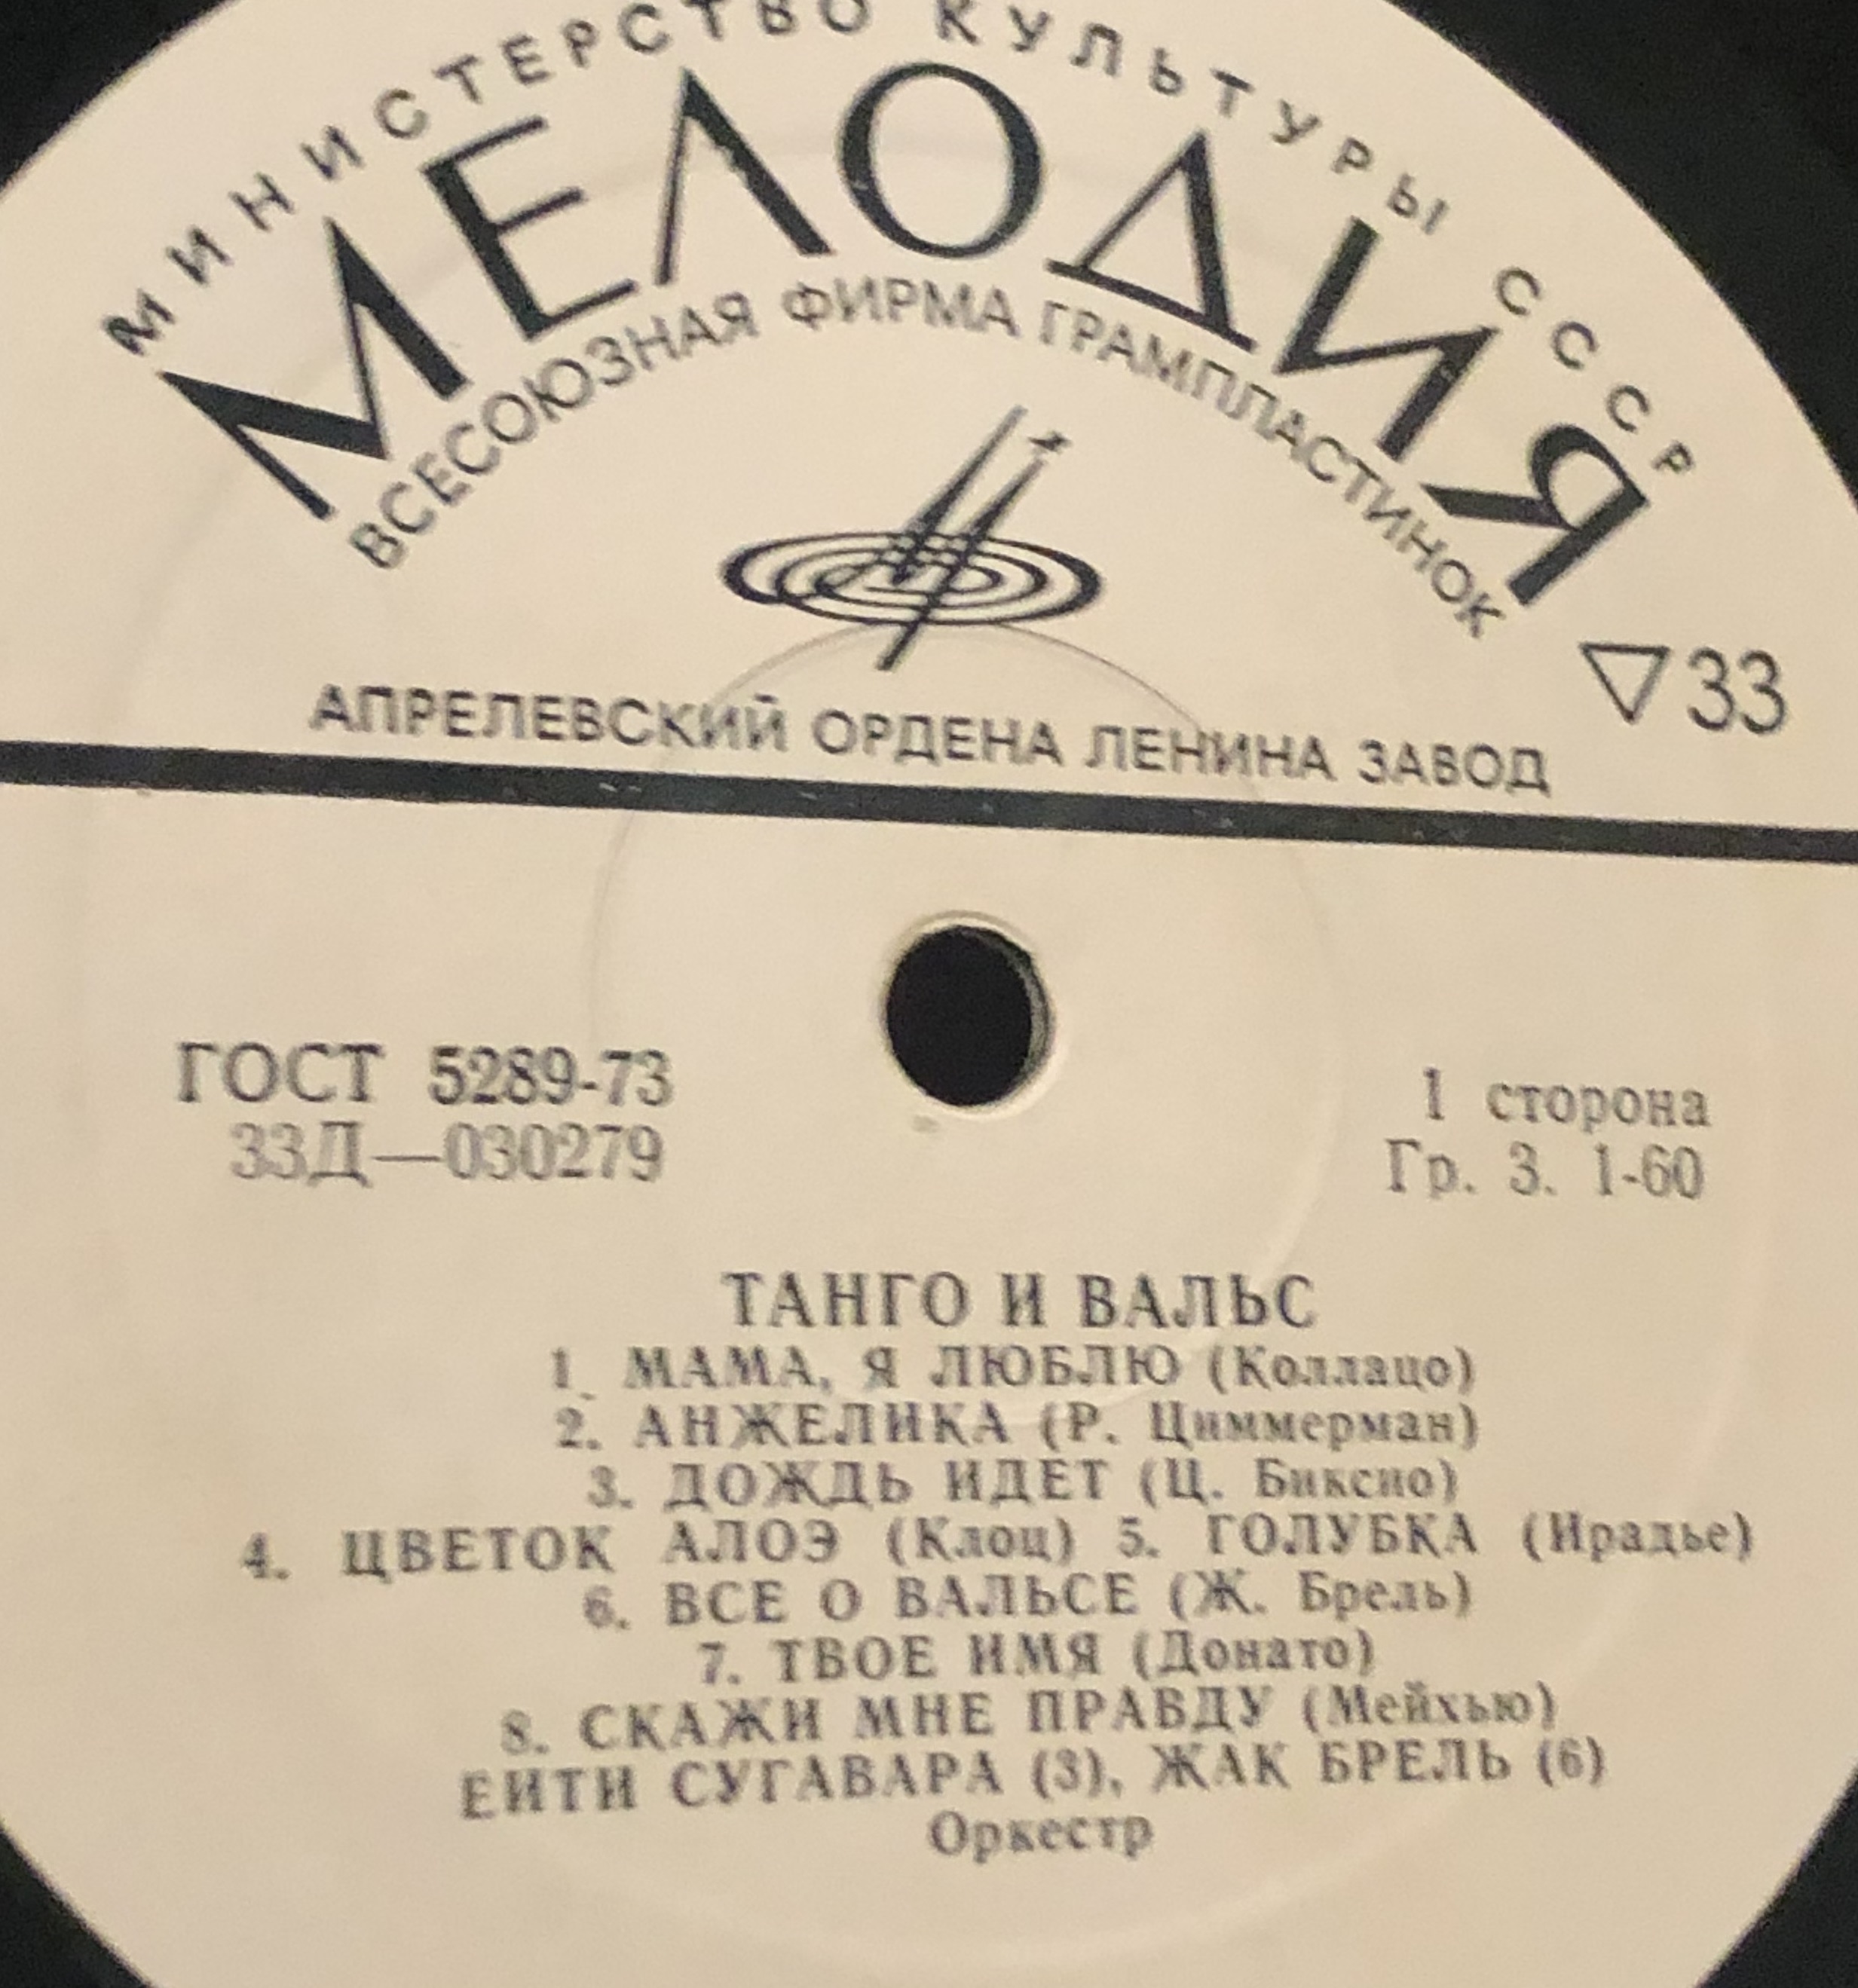 МИНИСТЕРСТВО КУЛЬТУРЫ СССР
МЕЛОДИЯ
ВСЕСОЮЗНАЯ ФИРМА ГРАМПЛАСТИНОК
33
АПРЕЛЕВСКИЙ ОРДЕНА ЛЕНИНА ЗАВОД
ГОСТ 5289-73
33Д—030279
1 сторона
Гр. 3. 1-60
ТАНГО И ВАЛЬС
1. МАМА, Я ЛЮБЛЮ (Коллацо)
2. АНЖЕЛИКА (Р. Циммерман)
3. ДОЖДЬ ИДЕТ (Ц. Биксио)
4. ЦВЕТОК АЛОЭ (Клоц) 5. ГОЛУБКА (Ирадье)
6. ВСЕ О ВАЛЬСЕ (Ж. Брель)
7. ТВОЕ ИМЯ (Донато)
8. СКАЖИ МНЕ ПРАВДУ (Мейхью)
ЕИТИ СУГАВАРА (3), ЖАК БРЕЛЬ (6)
Оркестр